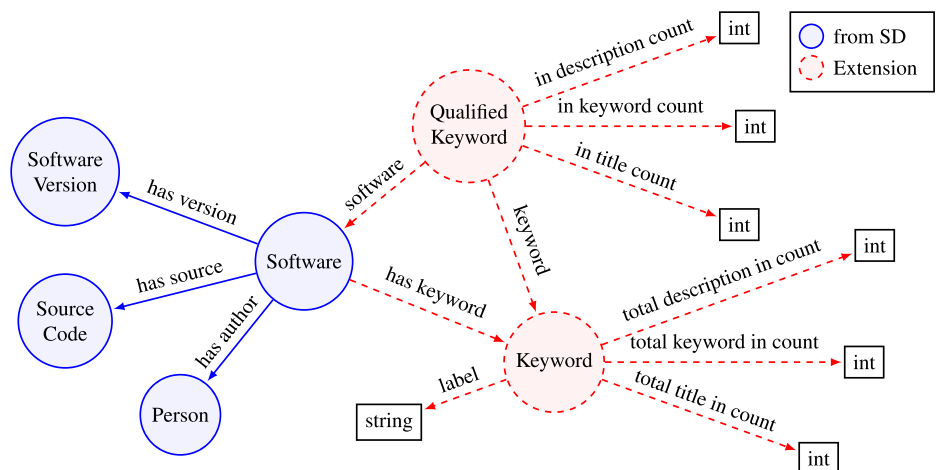 in description count
int
from SD
Extension
Qualified
Keyword
in keyword count
int
Software
Version
software
in title count
has version
keyword
int
Software
total description in count
int
has source
has keyword
Source
Code
has author
total keyword in count
Keyword
int
label
total title in count
Person
string
int